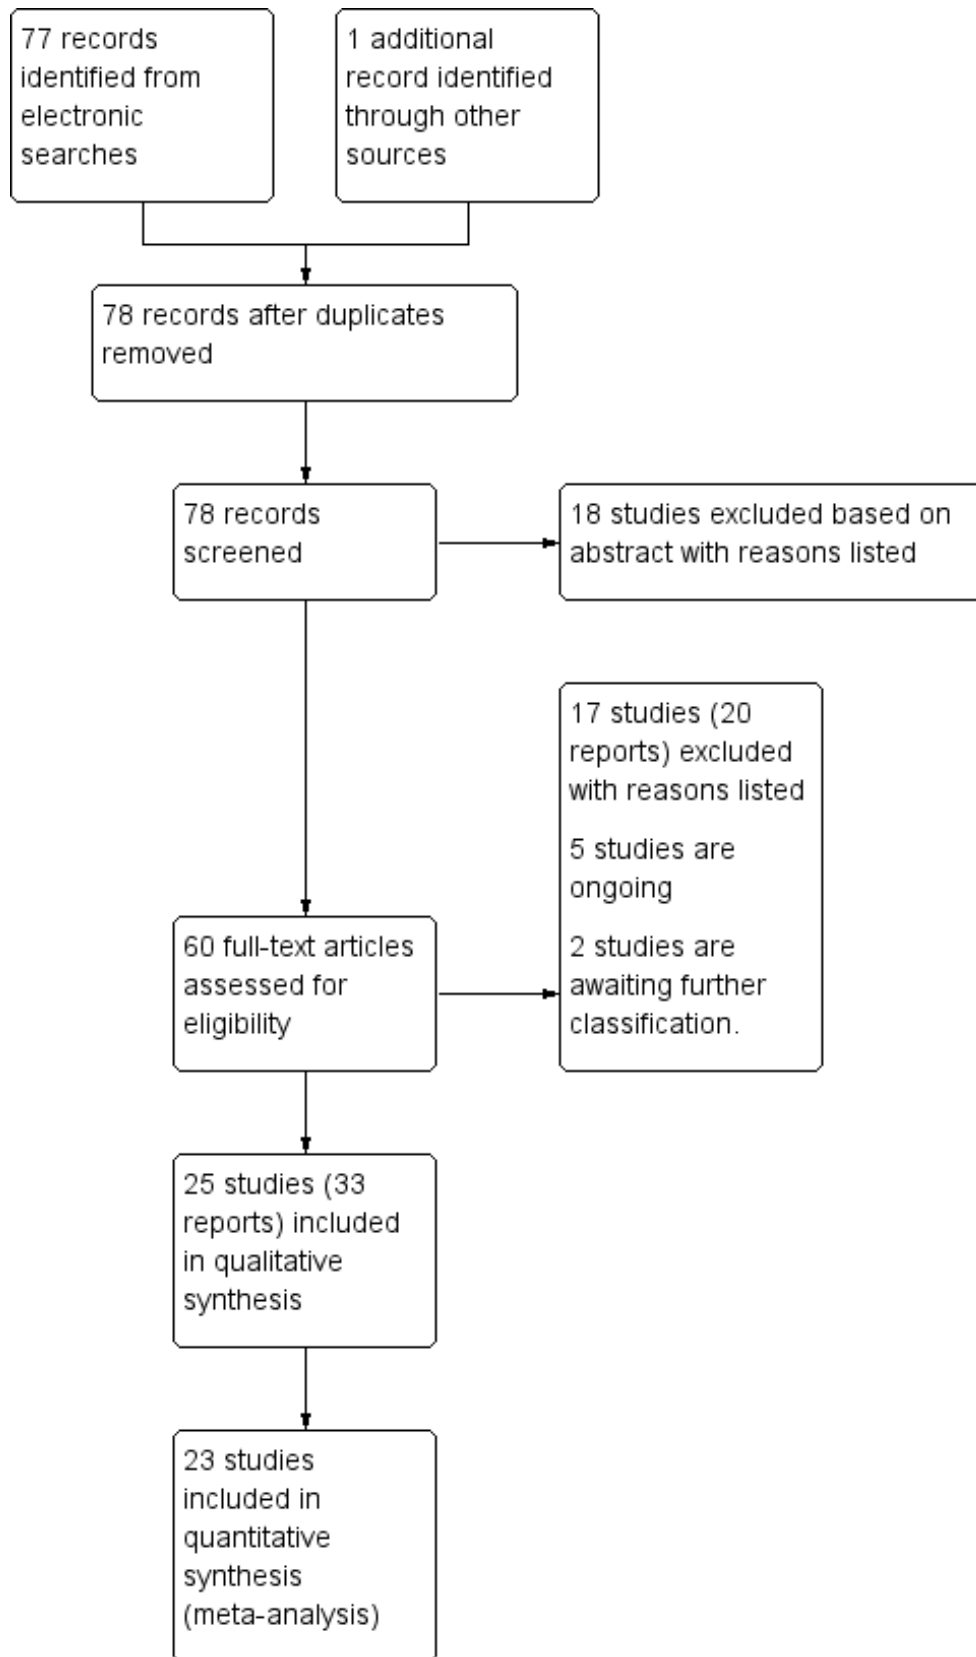 77 records
identified from
electronic
searches
1 additional
record identified
through other
sources
78 records after duplicates
removed
78 records
screened
18 studies excluded based on
abstract with reasons listed
17 studies (20
reports) excluded
with reasons listed
5 studies are
ongoing
2 studies are
awaiting further
classification.
60 full-text articles
assessed for
eligibility
25 studies (33
reports) included
in qualitative
synthesis
23 studies
included in
quantitative
synthesis
(meta-analysis)